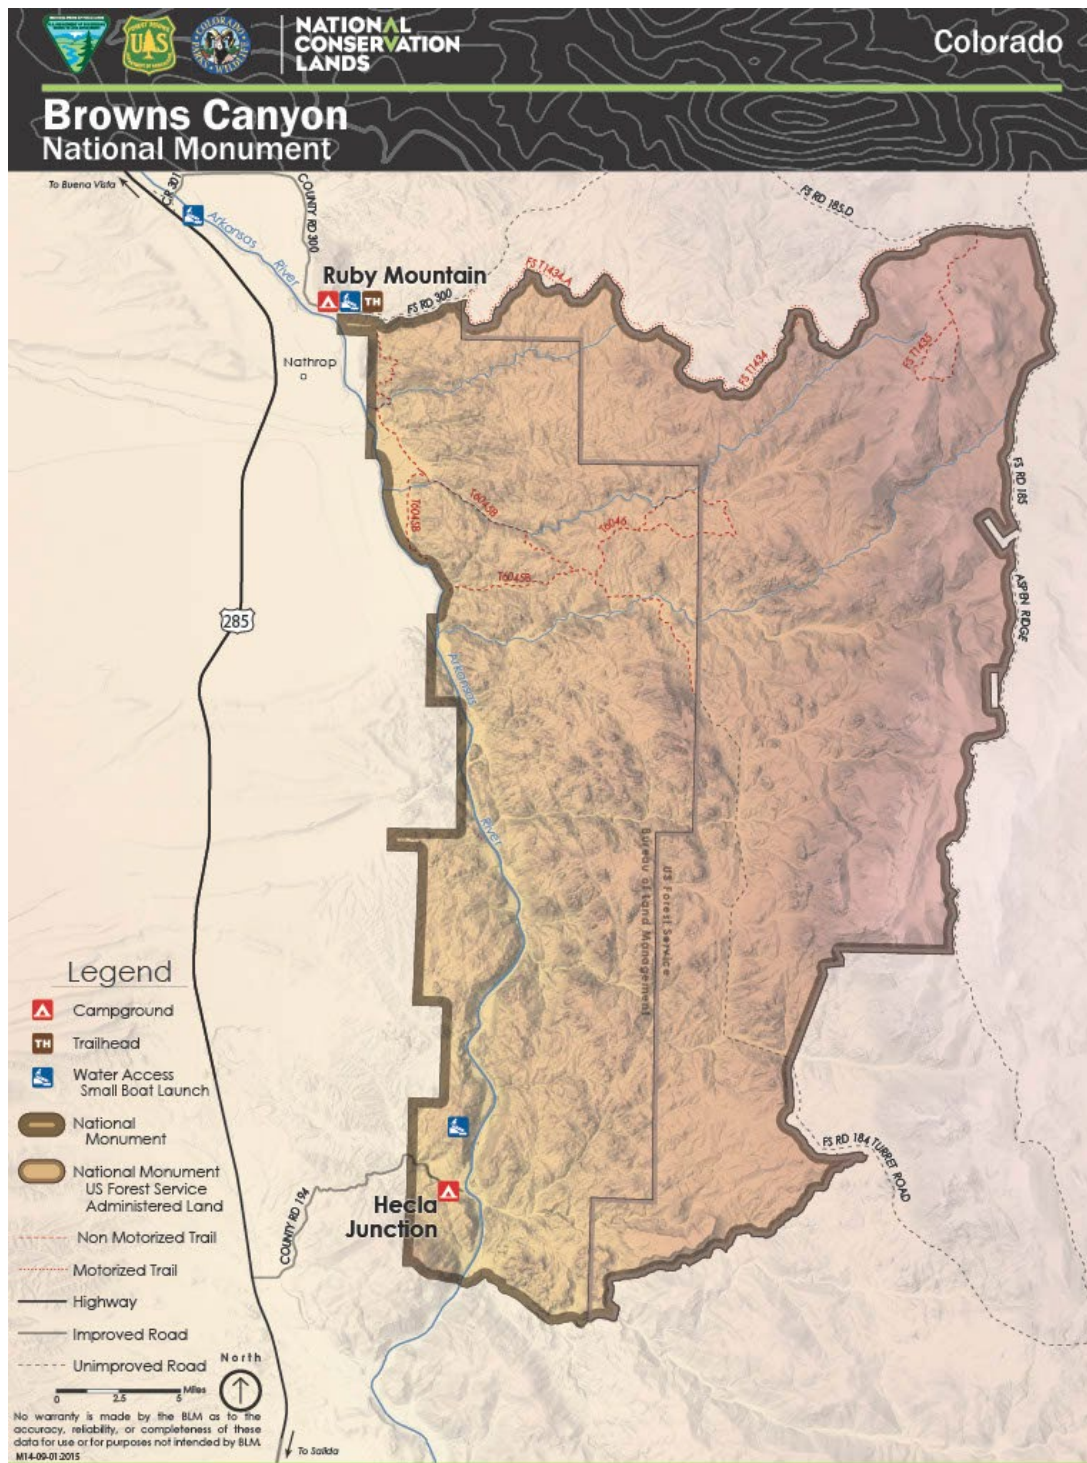 NATIONAL
CONSERVATION
LANDS
Colorado
Browns Canyon
National Monument
To Buena Vista
CR 301
COUNTY RD 300
FS RD 185.D
Arkansas
River
Ruby Mountain
TH
FS RD 300
FS T1434.A
FS T1434
FS T1435
Nathrop
FS RD 185
T6045B
T6045B
T6046
T6045B
ASPEN RIDGE
285
Arkansas
River
Bureau of Land Management
US Forest Service
Legend
Campground
TH
Trailhead
Water Access
Small Boat Launch
National
Monument
National Monument
US Forest Service
Administered Land
Non Motorized Trail
Motorized Trail
Highway
Improved Road
Unimproved Road
North
0 2.5 5 Miles
No warranty is made by the BLM as to the
accuracy, reliability, or completeness of these
data for use or for purposes not intended by BLM.
M14-09-01:2015
COUNTY RD 194
Hecla
Junction
FS RD 184 TURRET ROAD
To Salida
UAS
COLORADO
PARKS & WILDLIFE